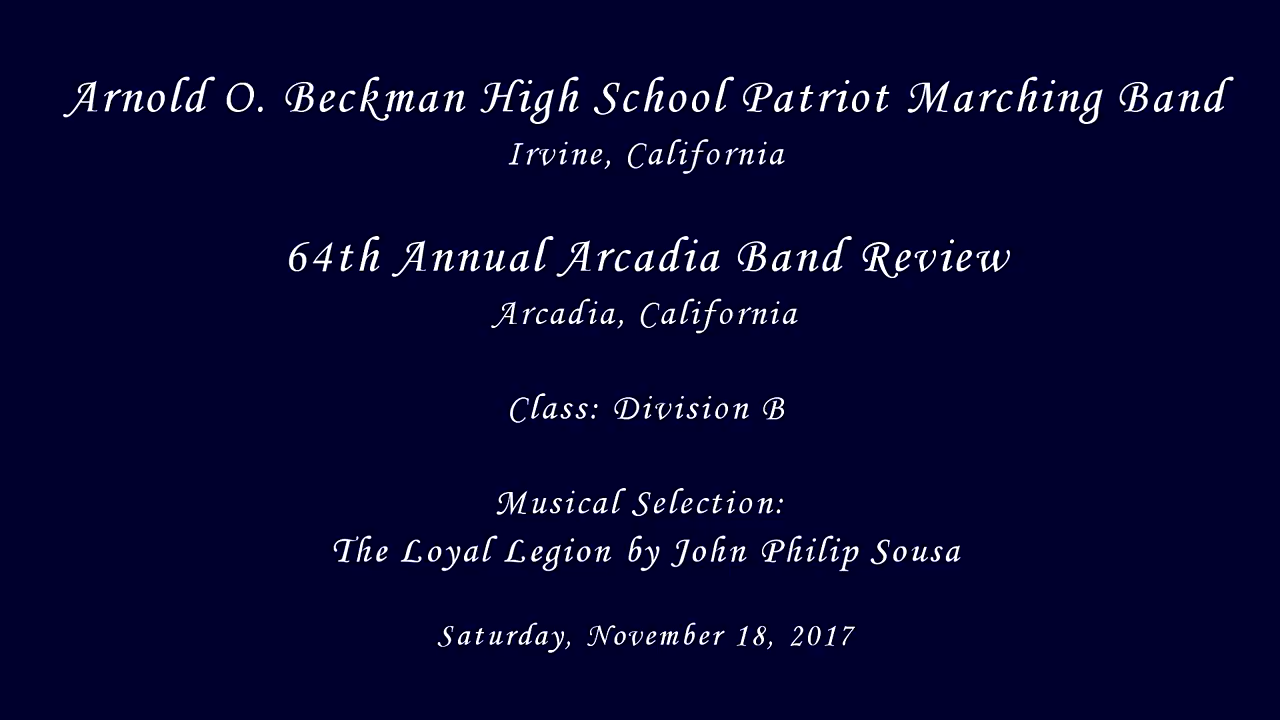 Arnold O. Beckman High School Patriot Marching Band
Irvine, California
64th Annual Arcadia Band Review
Arcadia, California
Class: Division B
Musical Selection:
The Loyal Legion by John Philip Sousa
Saturday, November 18, 2017